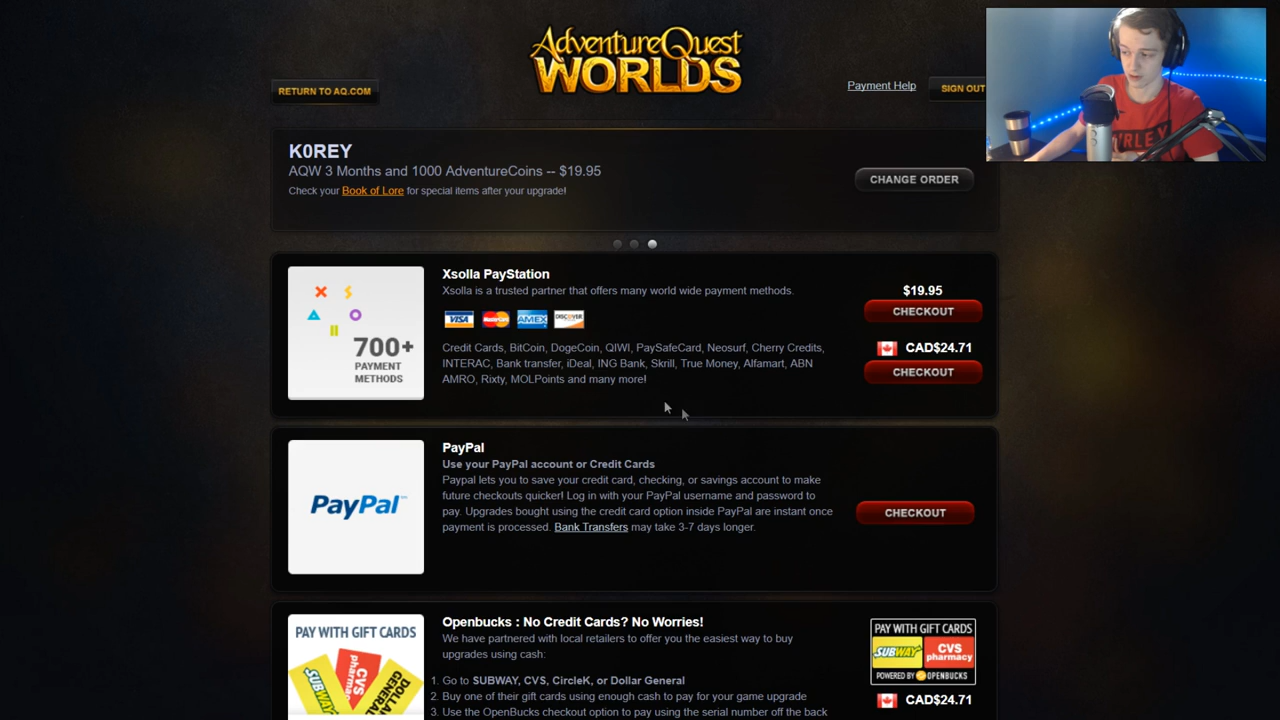 AdventureQuest
WORLDS
RETURN TO AQ.COM
Payment Help
SIGN OUT
K0REY
AQW 3 Months and 1000 AdventureCoins -- $19.95
Check your Book of Lore for special items after your upgrade!
CHANGE ORDER
700+
PAYMENT
METHODS
Xsolla PayStation
Xsolla is a trusted partner that offers many world wide payment methods.
VISA MasterCard AMEX DISCOVER
Credit Cards, BitCoin, DogeCoin, QIWI, PaySafeCard, Neosurf, Cherry Credits,
INTERAC, Bank transfer, iDeal, ING Bank, Skrill, True Money, Alfamart, ABN
AMRO, Rixty, MOLPoints and many more!
$19.95
CHECKOUT
CAD$24.71
CHECKOUT
PayPal
PayPal
Use your PayPal account or Credit Cards
Paypal lets you to save your credit card, checking, or savings account to make
future checkouts quicker! Log in with your PayPal username and password to
pay. Upgrades bought using the credit card option inside PayPal are instant once
payment is processed. Bank Transfers may take 3-7 days longer.
CHECKOUT
PAY WITH GIFT CARDS
SUBWAY
CVS
pharmacy
DOLLAR
GENERAL
Openbucks : No Credit Cards? No Worries!
We have partnered with local retailers to offer you the easiest way to buy
upgrades using cash:
1. Go to SUBWAY, CVS, CircleK, or Dollar General
2. Buy one of their gift cards using enough cash to pay for your game upgrade
3. Use the OpenBucks checkout option to pay using the serial number off the back
PAY WITH GIFT CARDS
SUBWAY
CVS
pharmacy
POWERED BY OPENBUCKS
CAD$24.71